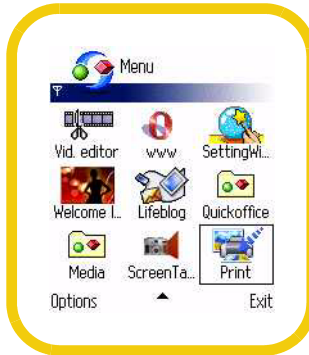 Menu
Vid. editor www SettingWi...
Welcome I... Lifeblog Quickoffice
Media ScreenTa... Print
Options Exit